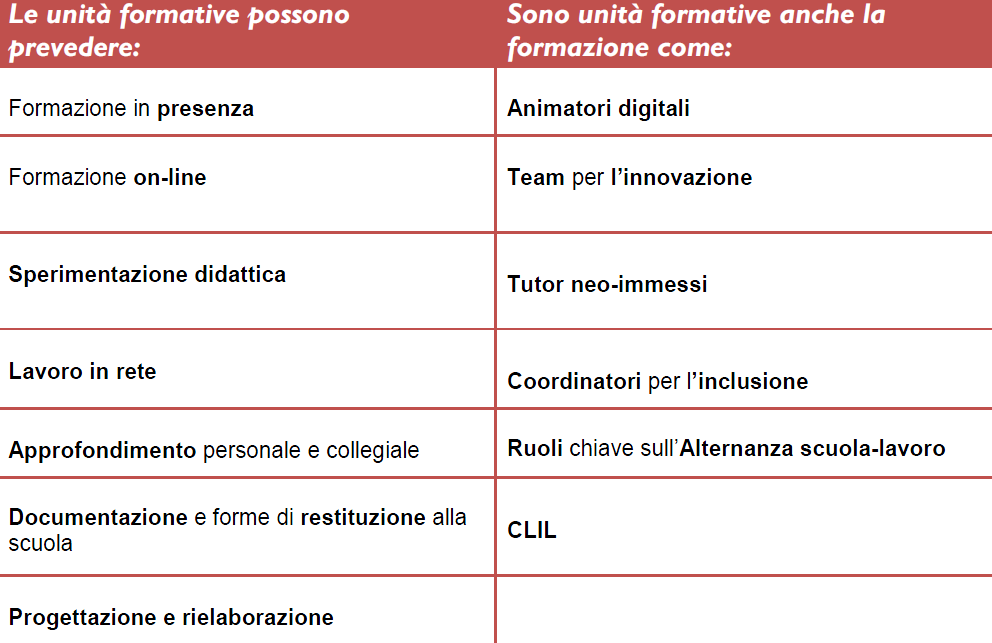 Le unità formative possono
prevedere:
Sono unità formative anche la
formazione come:
Formazione in presenza
Animatori digitali
Formazione on-line
Team per l’innovazione
Sperimentazione didattica
Tutor neo-immessi
Lavoro in rete
Coordinatori per l’inclusione
Approfondimento personale e collegiale
Ruoli chiave sull’Alternanza scuola-lavoro
Documentazione e forme di restituzione alla
scuola
CLIL
Progettazione e rielaborazione